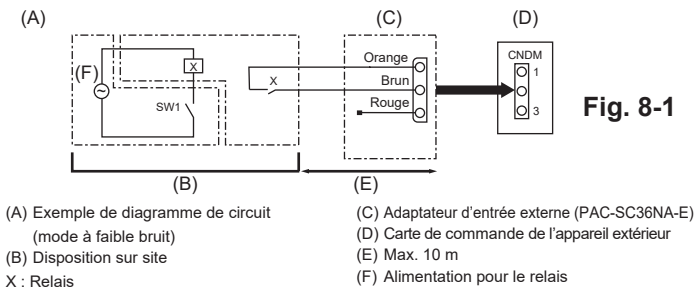 (A)
(C)
(D)
Orange
CNDM
(F)
X
X
Brun
1
SW1
Rouge
3
Fig. 8-1
(B)
(E)
(A) Exemple de diagramme de circuit
(mode à faible bruit)
(B) Disposition sur site
X : Relais
(C) Adaptateur d'entrée externe (PAC-SC36NA-E)
(D) Carte de commande de l'appareil extérieur
(E) Max. 10 m
(F) Alimentation pour le relais